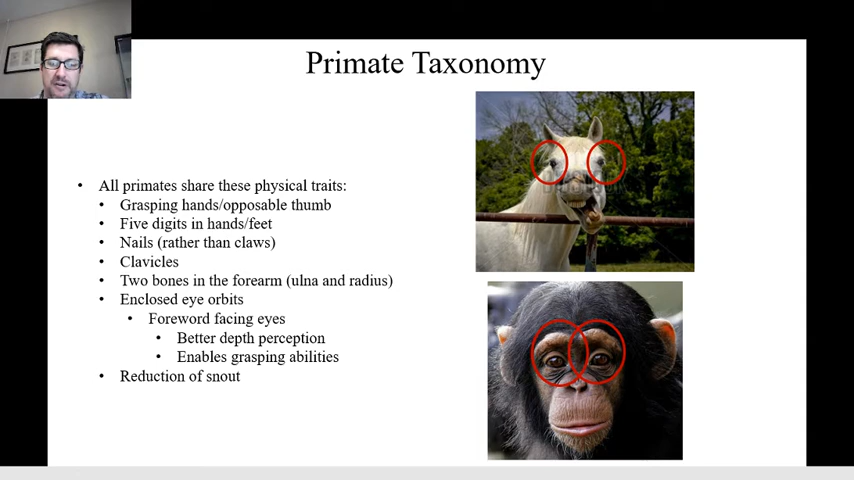 Primate Taxonomy
• All primates share these physical traits:
• Grasping hands/opposable thumb
• Five digits in hands/feet
• Nails (rather than claws)
• Clavicles
• Two bones in the forearm (ulna and radius)
• Enclosed eye orbits
• Foreword facing eyes
• Better depth perception
• Enables grasping abilities
• Reduction of snout